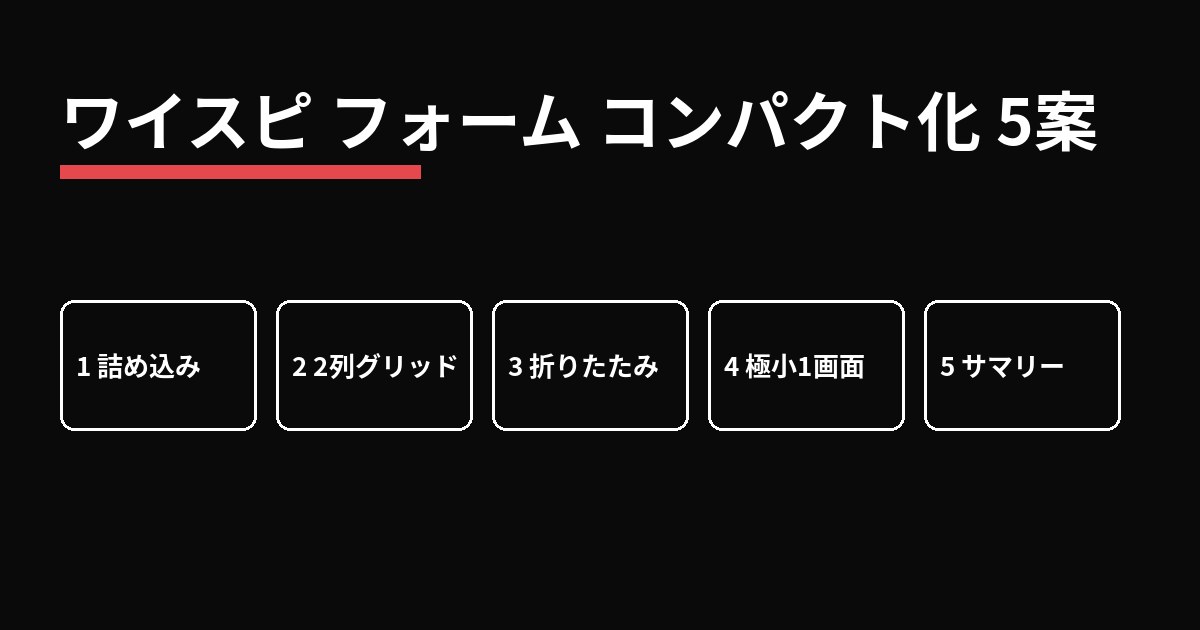 ワイスピ フォーム コンパクト化 5案
1 詰め込み
2 2列グリッド
3 折りたたみ
4 極小1画面
5 サマリー